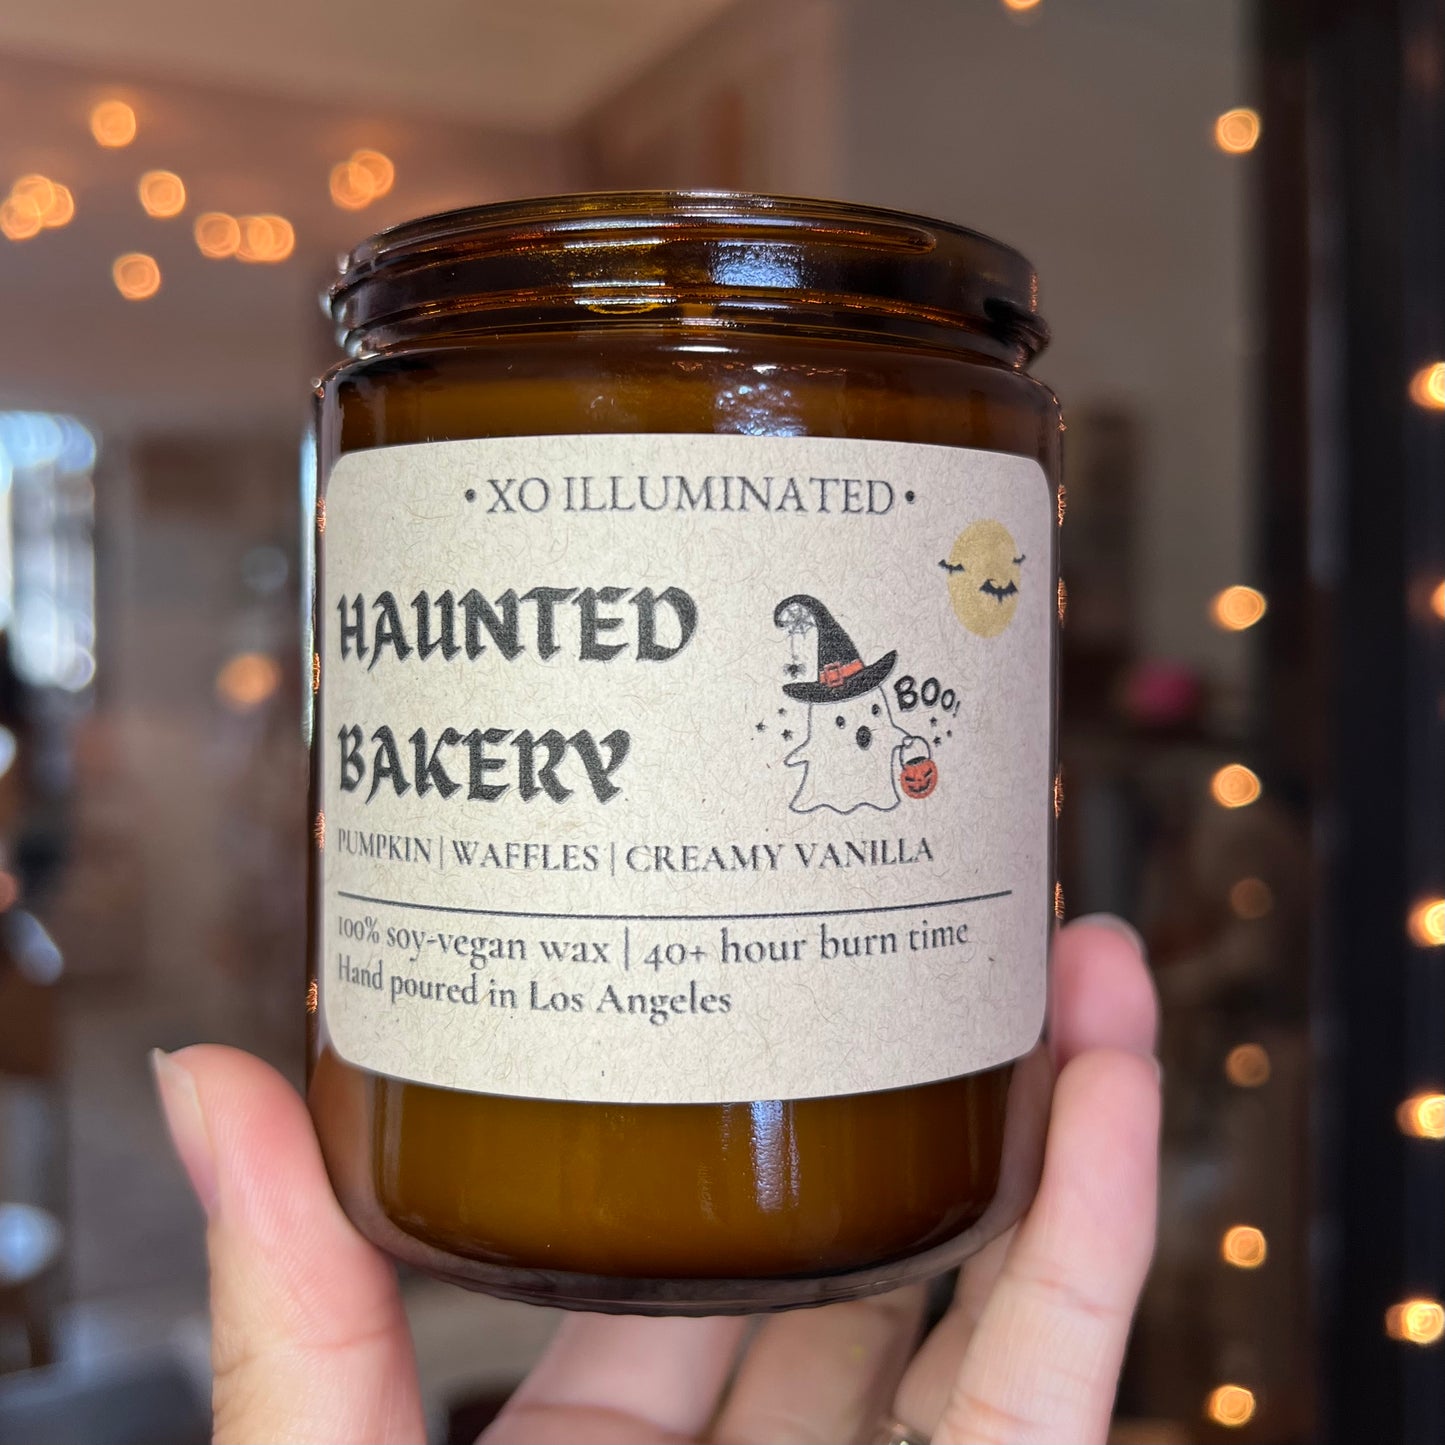 • XO ILLUMINATED •
HAUNTED
BAKERY
BOO!
PUMPKIN | WAFFLES | CREAMY VANILLA
100% soy-vegan wax | 40+ hour burn time
Hand poured in Los Angeles